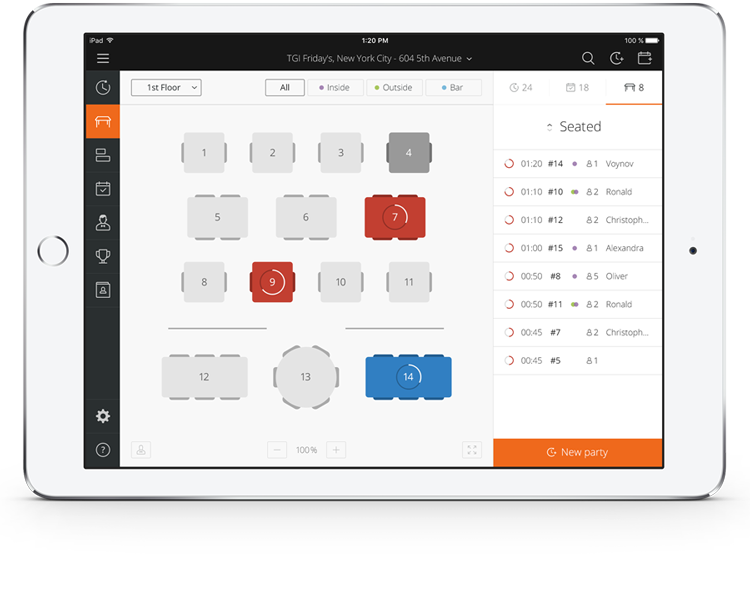 iPad
1:20 PM
100 %
TGI Friday's, New York City - 604 5th Avenue
1st Floor
All
Inside
Outside
Bar
24
18
8
Seated
1
2
3
4
5
6
7
8
9
10
11
12
13
14
100%
?
01:20 #14 1 Voynov
01:10 #10 2 Ronald
01:10 #12 2 Christoph...
01:00 #15 1 Alexandra
00:50 #8 5 Oliver
00:50 #11 2 Ronald
00:45 #7 2 Christoph...
00:45 #5 1
New party